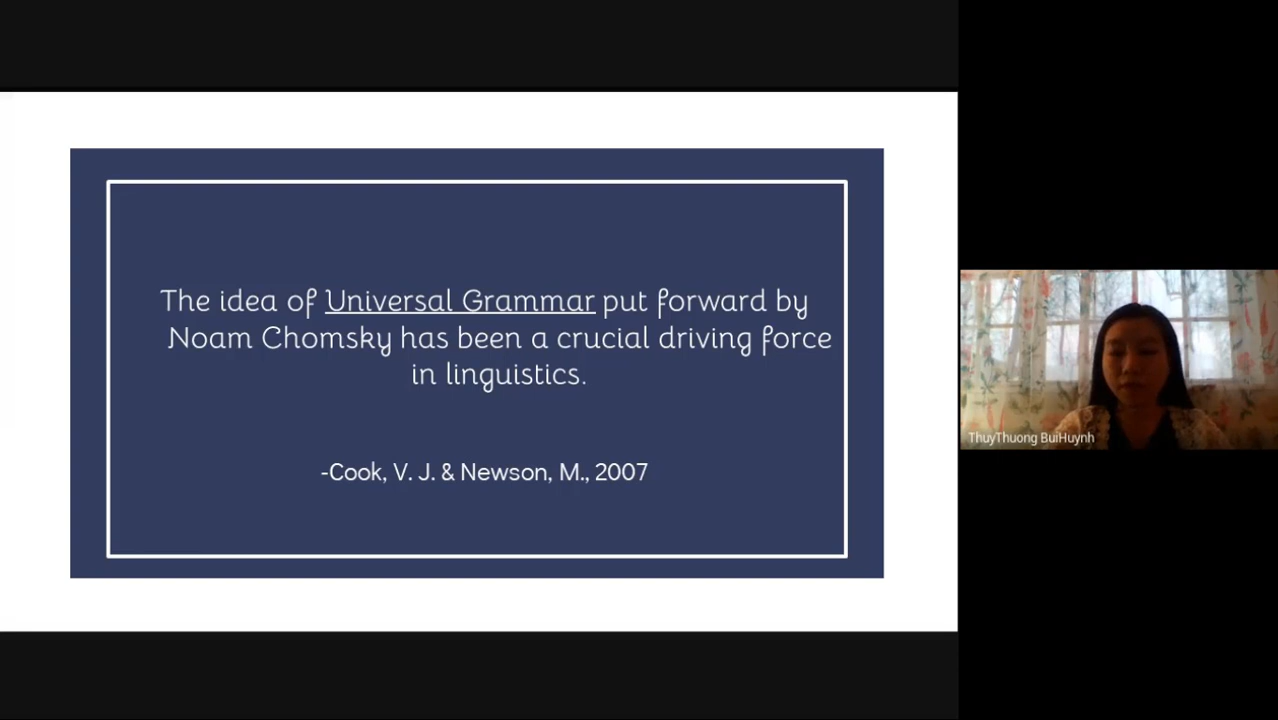 The idea of Universal Grammar put forward by
Noam Chomsky has been a crucial driving force
in linguistics.
-Cook, V. J. & Newson, M., 2007
ThuyThuong BuiHuynh